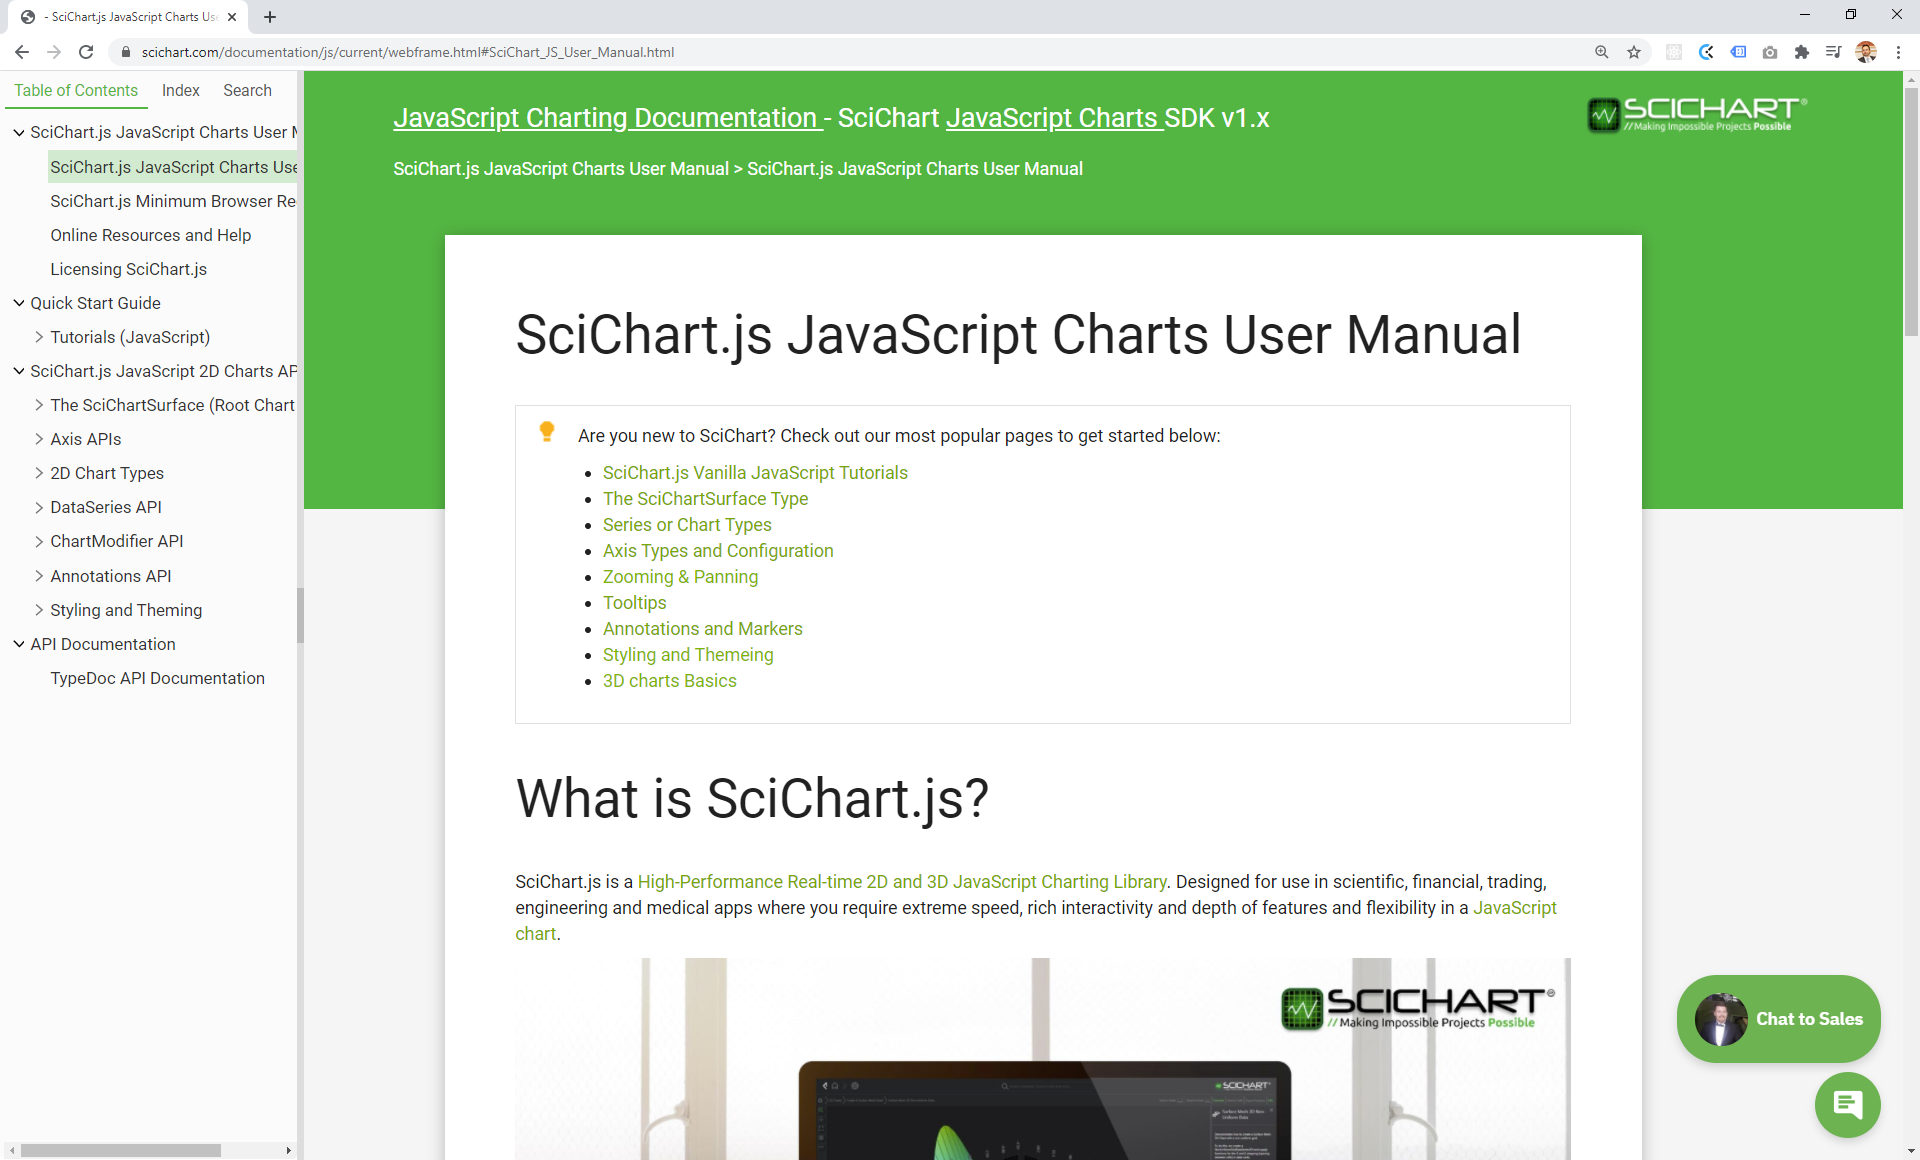 - SciChart.js JavaScript Charts Use
scichart.com/documentation/js/current/webframe.html#SciChart_JS_User_Manual.html
Table of Contents Index Search
SciChart.js JavaScript Charts User M
SciChart.js JavaScript Charts Use
SciChart.js Minimum Browser Re
Online Resources and Help
Licensing SciChart.js
Quick Start Guide
Tutorials (JavaScript)
SciChart.js JavaScript 2D Charts AP
The SciChartSurface (Root Chart
Axis APIs
2D Chart Types
DataSeries API
ChartModifier API
Annotations API
Styling and Theming
API Documentation
TypeDoc API Documentation
JavaScript Charting Documentation - SciChart JavaScript Charts SDK v1.x
SCICHART®
// Making Impossible Projects Possible
SciChart.js JavaScript Charts User Manual > SciChart.js JavaScript Charts User Manual
SciChart.js JavaScript Charts User Manual
Are you new to SciChart? Check out our most popular pages to get started below:
• SciChart.js Vanilla JavaScript Tutorials
• The SciChartSurface Type
• Series or Chart Types
• Axis Types and Configuration
• Zooming & Panning
• Tooltips
• Annotations and Markers
• Styling and Themeing
• 3D charts Basics
What is SciChart.js?
SciChart.js is a High-Performance Real-time 2D and 3D JavaScript Charting Library. Designed for use in scientific, financial, trading,
engineering and medical apps where you require extreme speed, rich interactivity and depth of features and flexibility in a JavaScript
chart.
SCICHART®
// Making Impossible Projects Possible
SCICHART
Chat to Sales